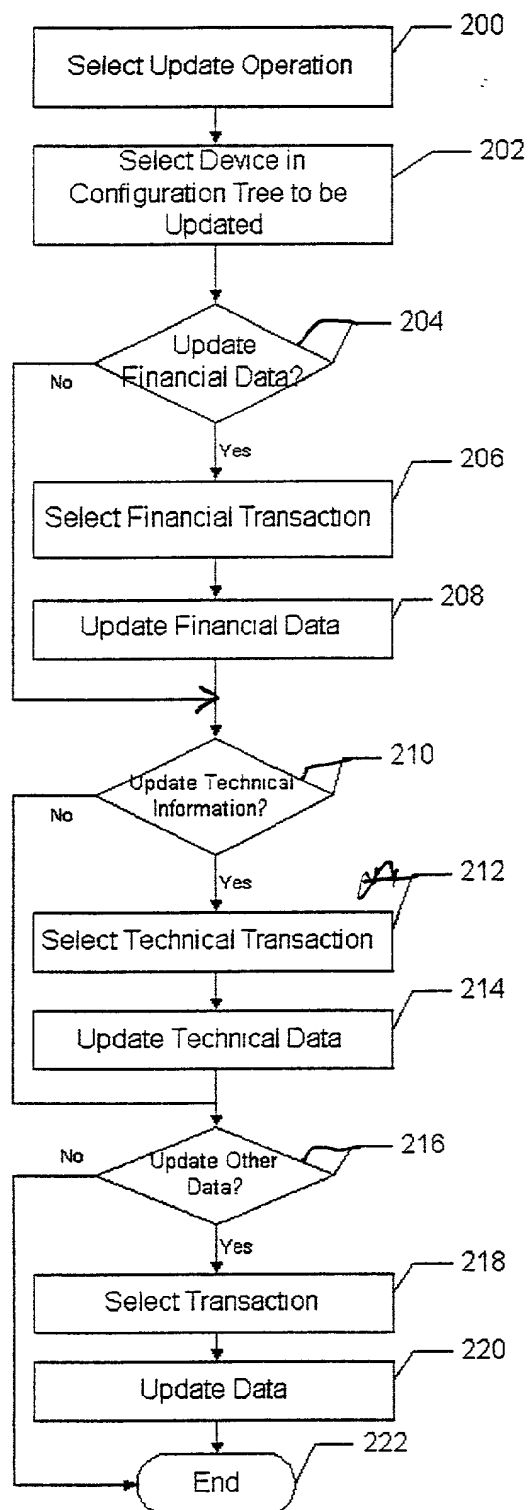 200
Select Update Operation
202
Select Device in
Configuration Tree to be
Updated
204
Update
Financial Data?
No
Yes
206
Select Financial Transaction
208
Update Financial Data
210
Update Technical
Information?
No
Yes
212
Select Technical Transaction
214
Update Technical Data
216
No
Update Other
Data?
Yes
218
Select Transaction
220
Update Data
222
End